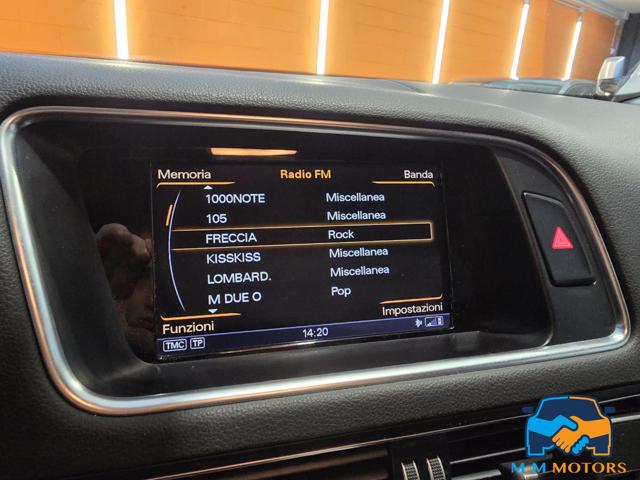 Memoria Radio FM Banda
1000NOTE Miscellanea
105 Miscellanea
FRECCIA Rock
KISSKISS Miscellanea
LOMBARD. Miscellanea
M DUE O Pop
Funzioni Impostazioni
TMC TP 14:20
M.M MOTORS